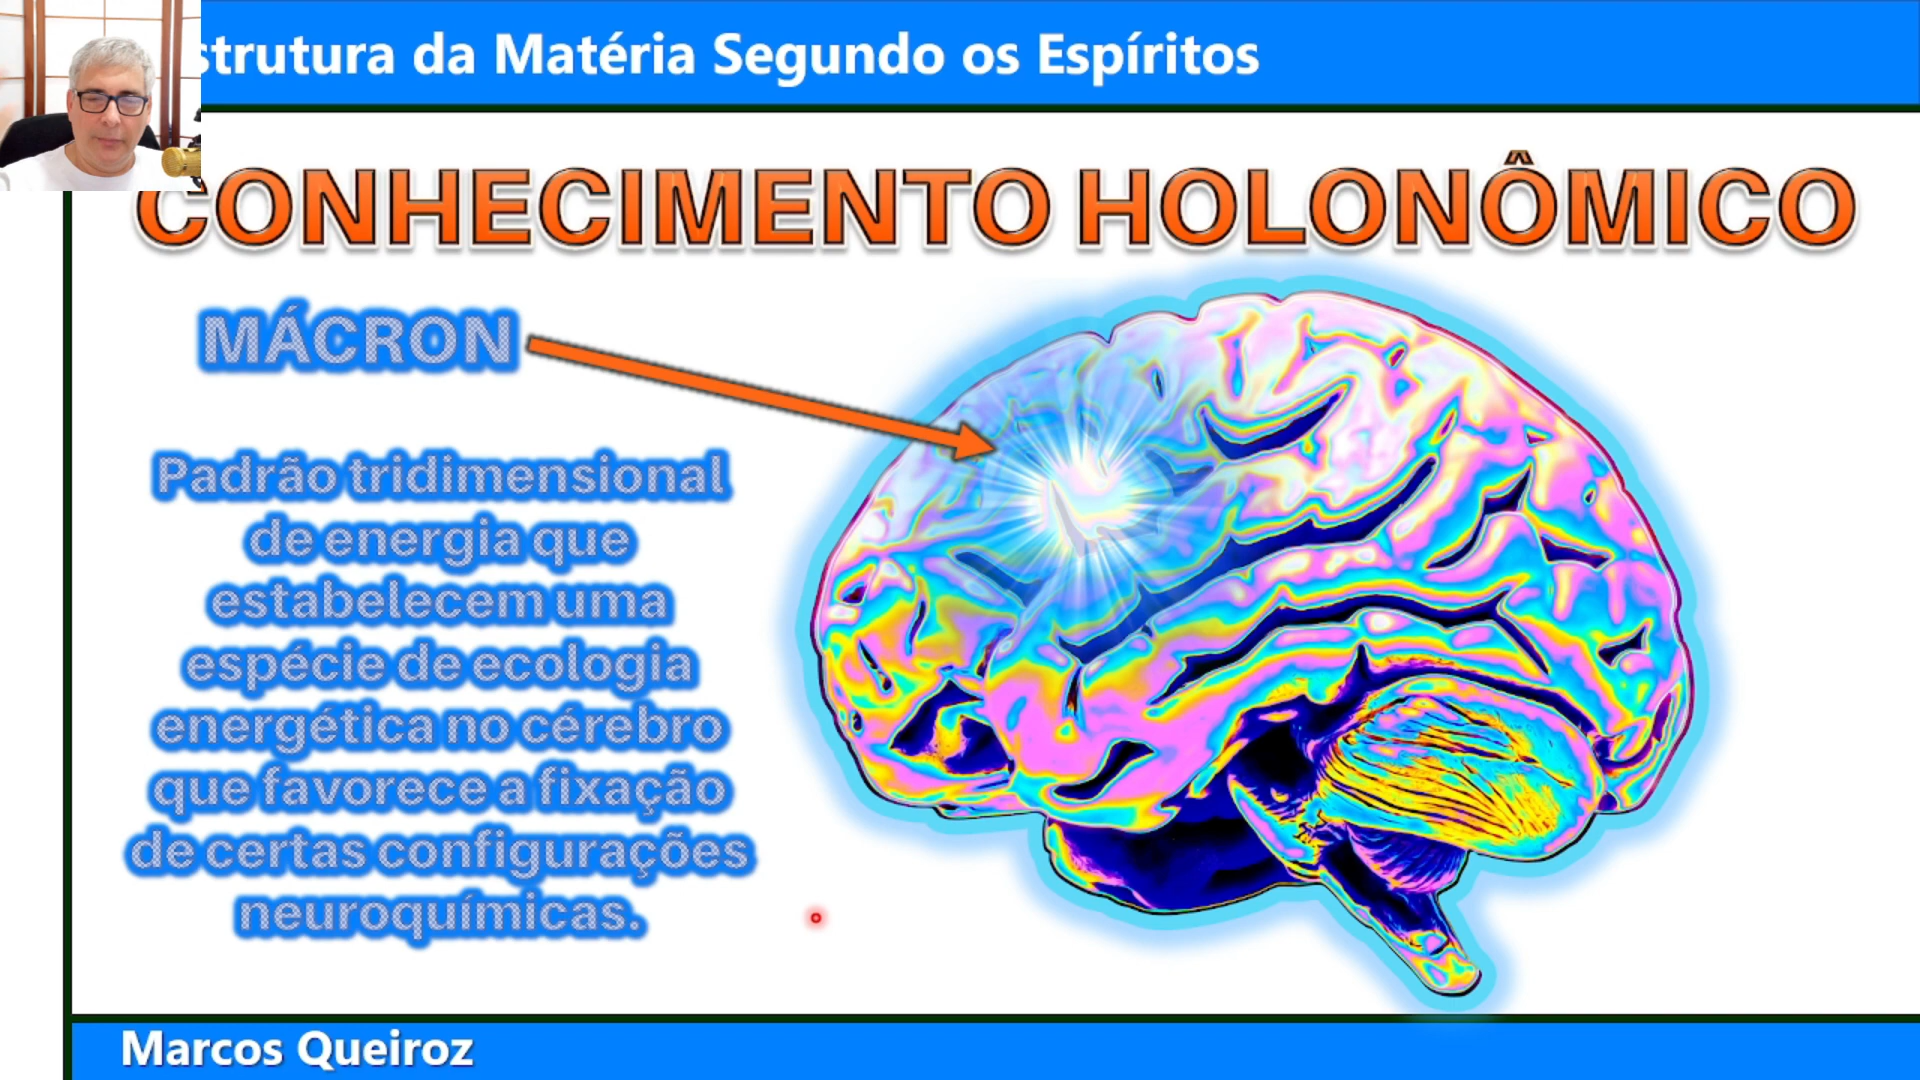 strutura da Matéria Segundo os Espíritos
CONHECIMENTO HOLONÔMICO
MÁCRON
Padrão tridimensional
de energia que
estabelecem uma
espécie de ecologia
energética no cérebro
que favorece a fixação
de certas configurações
neuroquímicas.
Marcos Queiroz